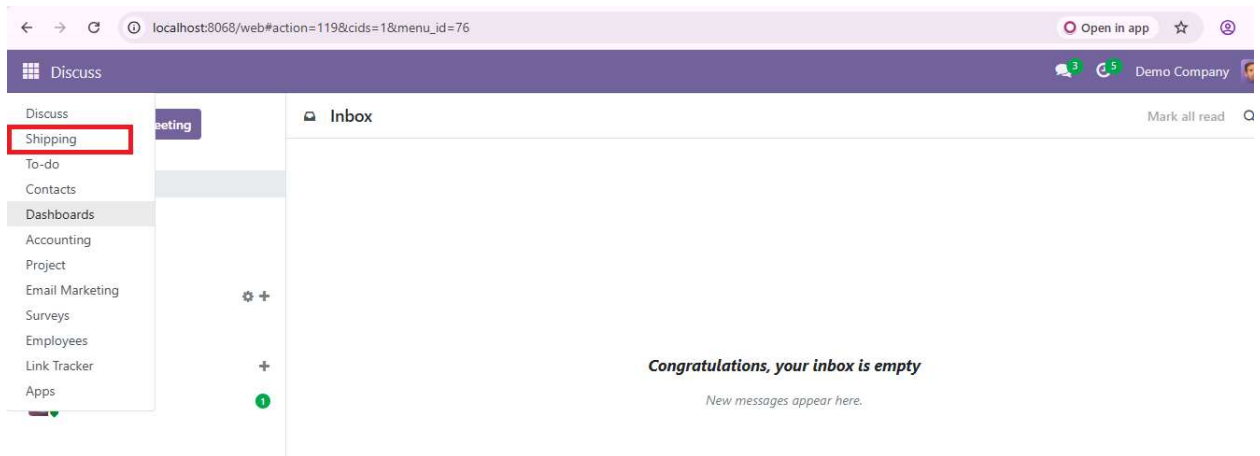 localhost:8068/web#action=119&cids=1&menu_id=76
Open in app
Discuss
3
5
Demo Company
Discuss
eeting
Inbox
Mark all read
Shipping
To-do
Contacts
Dashboards
Accounting
Project
Email Marketing
Surveys
Employees
Link Tracker
Congratulations, your inbox is empty
Apps
1
New messages appear here.